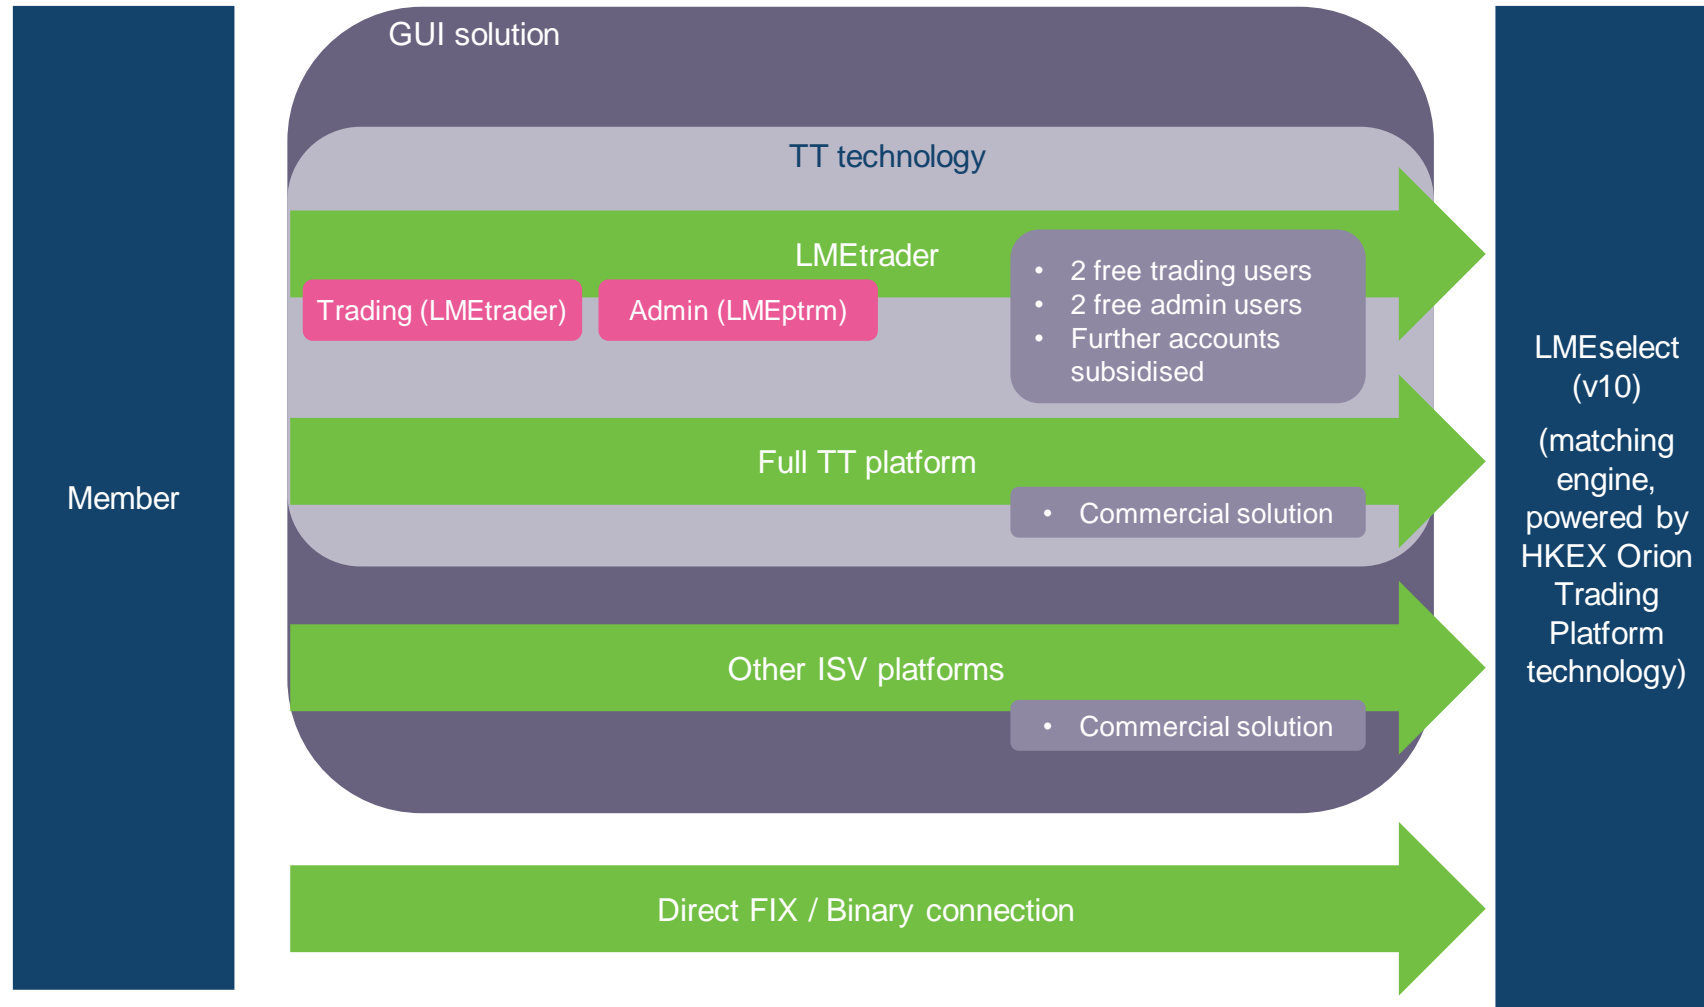 GUI solution
TT technology
LMEtrader
• 2 free trading users
• 2 free admin users
• Further accounts
subsidised
Trading (LMEtrader)
Admin (LMEptrm)
Full TT platform
• Commercial solution
Member
Other ISV platforms
• Commercial solution
Direct FIX / Binary connection
LMEselect
(v10)
(matching
engine,
powered by
HKEX Orion
Trading
Platform
technology)